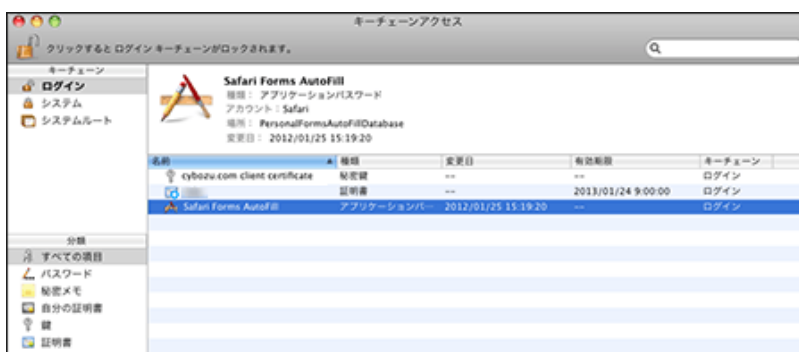 キーチェーンアクセス
クリックすると ログイン キーチェーンがロックされます。
キーチェーン
ログイン
システム
システムルート
Safari Forms AutoFill
種類： アプリケーションパスワード
アカウント：Safari
場所： PersonalFormsAutoFillDatabase
変更日： 2012/01/25 15:19:20
名前 種類 変更日 有効期限 キーチェーン
cybozu.com client certificate 秘密鍵 -- -- ログイン
証明書 -- 2013/01/24 9:00:00 ログイン
Safari Forms AutoFill アプリケーションパ… 2012/01/25 15:19:20 -- ログイン
分類
すべての項目
パスワード
秘密メモ
自分の証明書
鍵
証明書